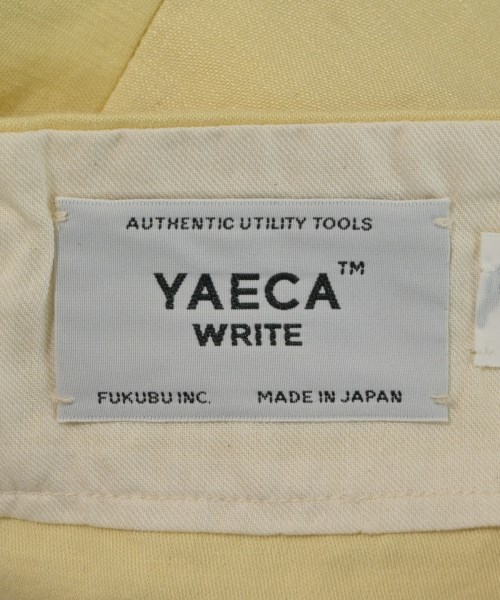 AUTHENTIC UTILITY TOOLS
YAECA™
WRITE
FUKUBU INC. MADE IN JAPAN